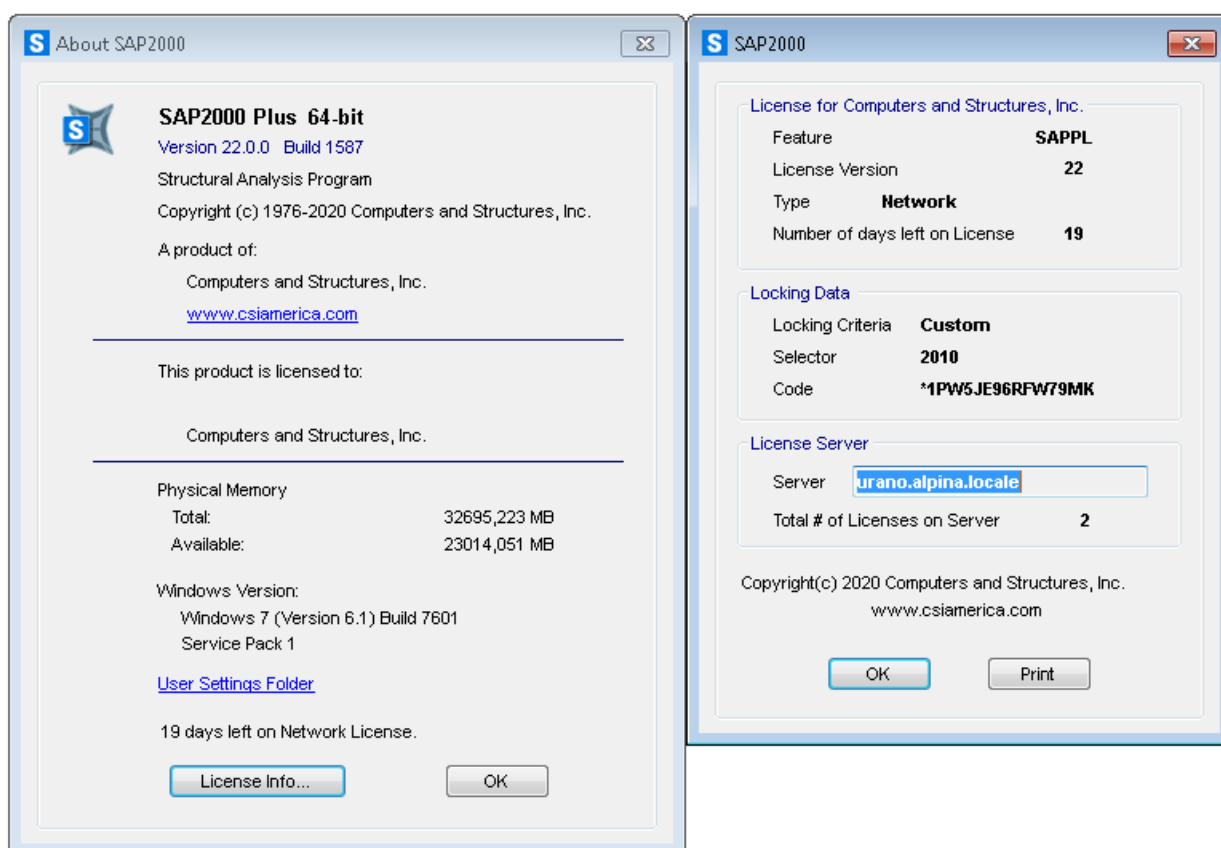 S About SAP2000
SAP2000 Plus 64-bit
S
Version 22.0.0 Build 1587
Structural Analysis Program
Copyright (c) 1976-2020 Computers and Structures, Inc.
A product of:
Computers and Structures, Inc.
www.csiamerica.com
This product is licensed to:
Computers and Structures, Inc.
Physical Memory
Total: 32695,223 MB
Available: 23014,051 MB
Windows Version:
Windows 7 (Version 6.1) Build 7601
Service Pack 1
User Settings Folder
19 days left on Network License.
License Info... OK
S SAP2000
License for Computers and Structures, Inc.
Feature SAPPL
License Version 22
Type Network
Number of days left on License 19
Locking Data
Locking Criteria Custom
Selector 2010
Code *1PW5JE96RFW79MK
License Server
Server urano.alpina.locale
Total # of Licenses on Server 2
Copyright(c) 2020 Computers and Structures, Inc.
www.csiamerica.com
OK Print